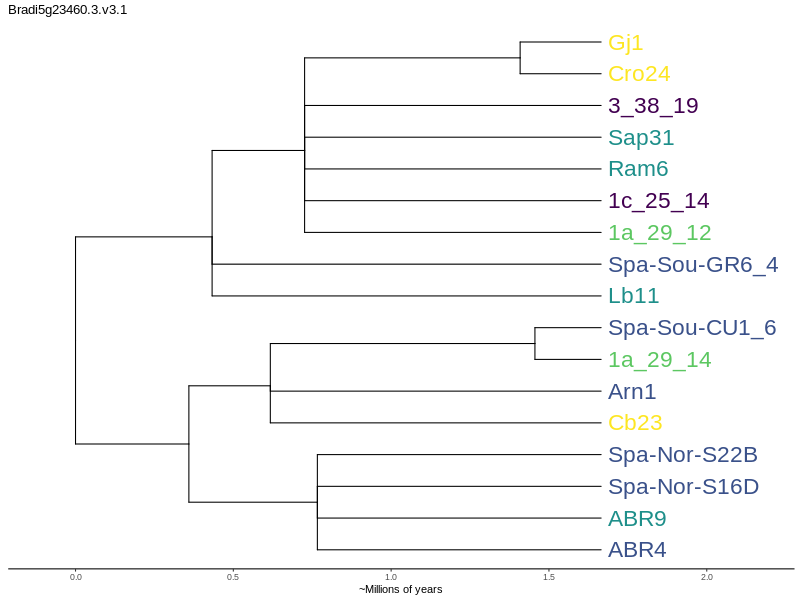 Bradi5g23460.3.v3.1
Gj1
Cro24
3_38_19
Sap31
Ram6
1c_25_14
1a_29_12
Spa-Sou-GR6_4
Lb11
Spa-Sou-CU1_6
1a_29_14
Arn1
Cb23
Spa-Nor-S22B
Spa-Nor-S16D
ABR9
ABR4
0.0 0.5 1.0 1.5 2.0
~Millions of years